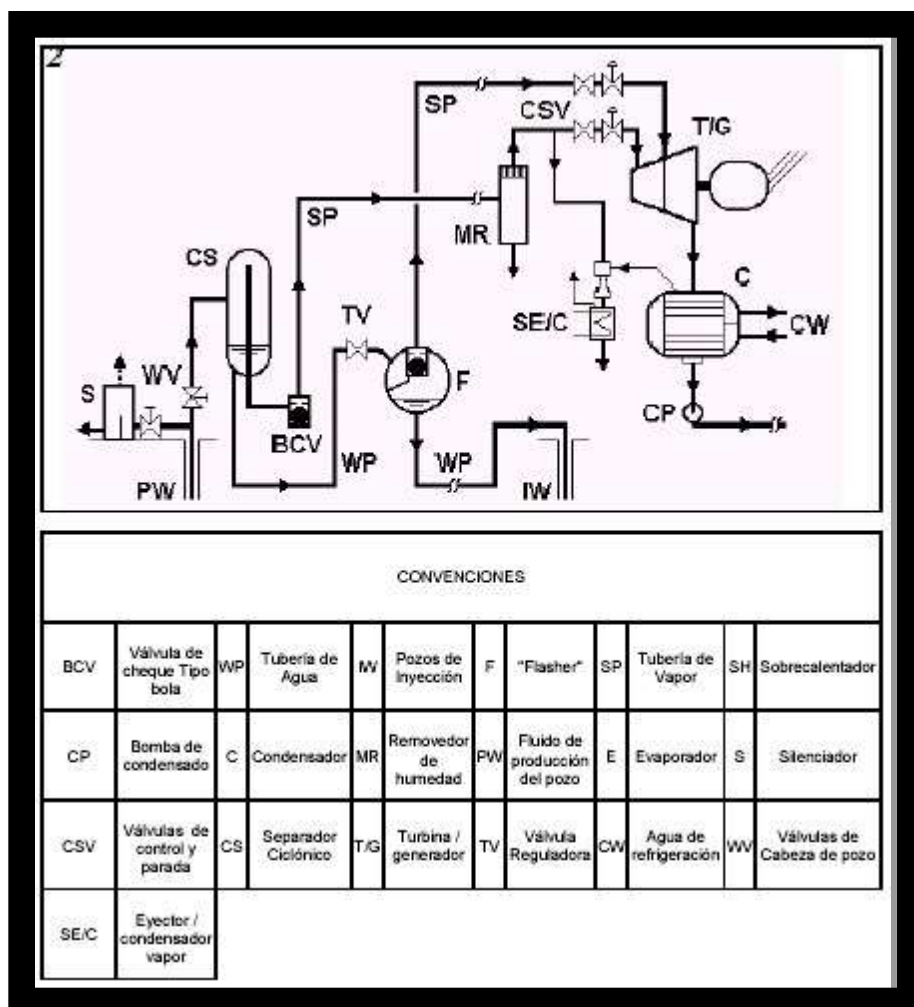 2
SP
CSV
T/G
SP
MR
CS
C
TV
SE/C
CW
S
WV
F
CP
BCV
WP
WP
PW
IW
CONVENCIONES
BCV
Válvula de
cheque Tipo
bola
WP
Tubería de
Agua
IW
Pozos de
Inyección
F
"Flasher"
SP
Tubería de
Vapor
SH
Sobrecalentador
CP
Bomba de
condensado
C
Condensador
MR
Removedor
de
humedad
PW
Fluido de
producción
del pozo
E
Evaporador
S
Silenciador
CSV
Válvulas de
control y
parada
CS
Separador
Ciclónico
T/G
Turbina /
generador
TV
Válvula
Reguladora
CW
Agua de
refrigeración
WV
Válvulas de
Cabeza de pozo
SE/C
Eyector /
condensador
vapor